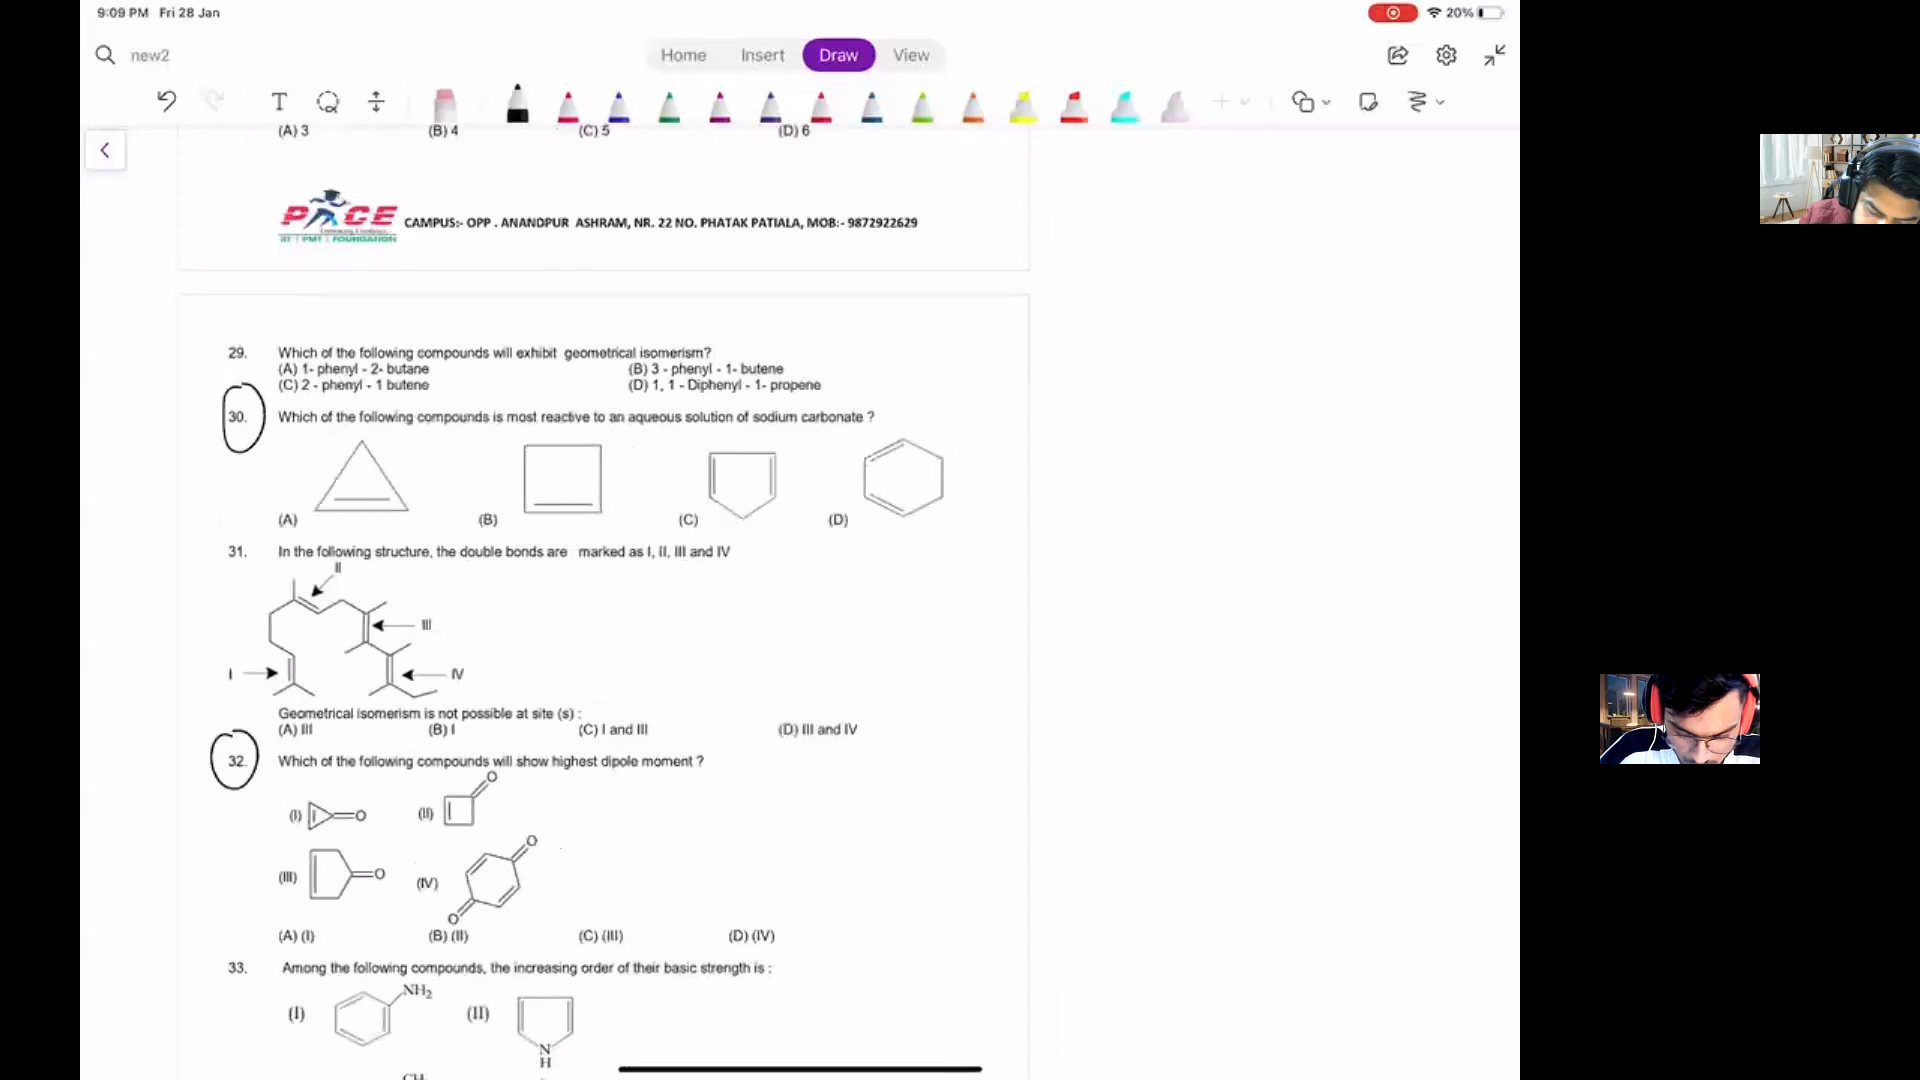 9:09 PM Fri 28 Jan
20%
new2
Home Insert Draw View
T
(A) 3 (B) 4 (C) 5 (D) 6
PACE
IIT | PMT | FOUNDATION
CAMPUS:- OPP . ANANDPUR ASHRAM, NR. 22 NO. PHATAK PATIALA, MOB:- 9872922629
29. Which of the following compounds will exhibit geometrical isomerism?
(A) 1- phenyl - 2- butane (B) 3 - phenyl - 1- butene
(C) 2 - phenyl - 1 butene (D) 1, 1 - Diphenyl - 1- propene
30. Which of the following compounds is most reactive to an aqueous solution of sodium carbonate ?
(A) (B) (C) (D)
31. In the following structure, the double bonds are marked as I, II, III and IV
II
III
I
IV
Geometrical isomerism is not possible at site (s) :
(A) III (B) I (C) I and III (D) III and IV
32. Which of the following compounds will show highest dipole moment ?
(I) O (II) O
(III) O (IV) O
O
(A) (I) (B) (II) (C) (III) (D) (IV)
33. Among the following compounds, the increasing order of their basic strength is :
(I) NH2 (II) N
H